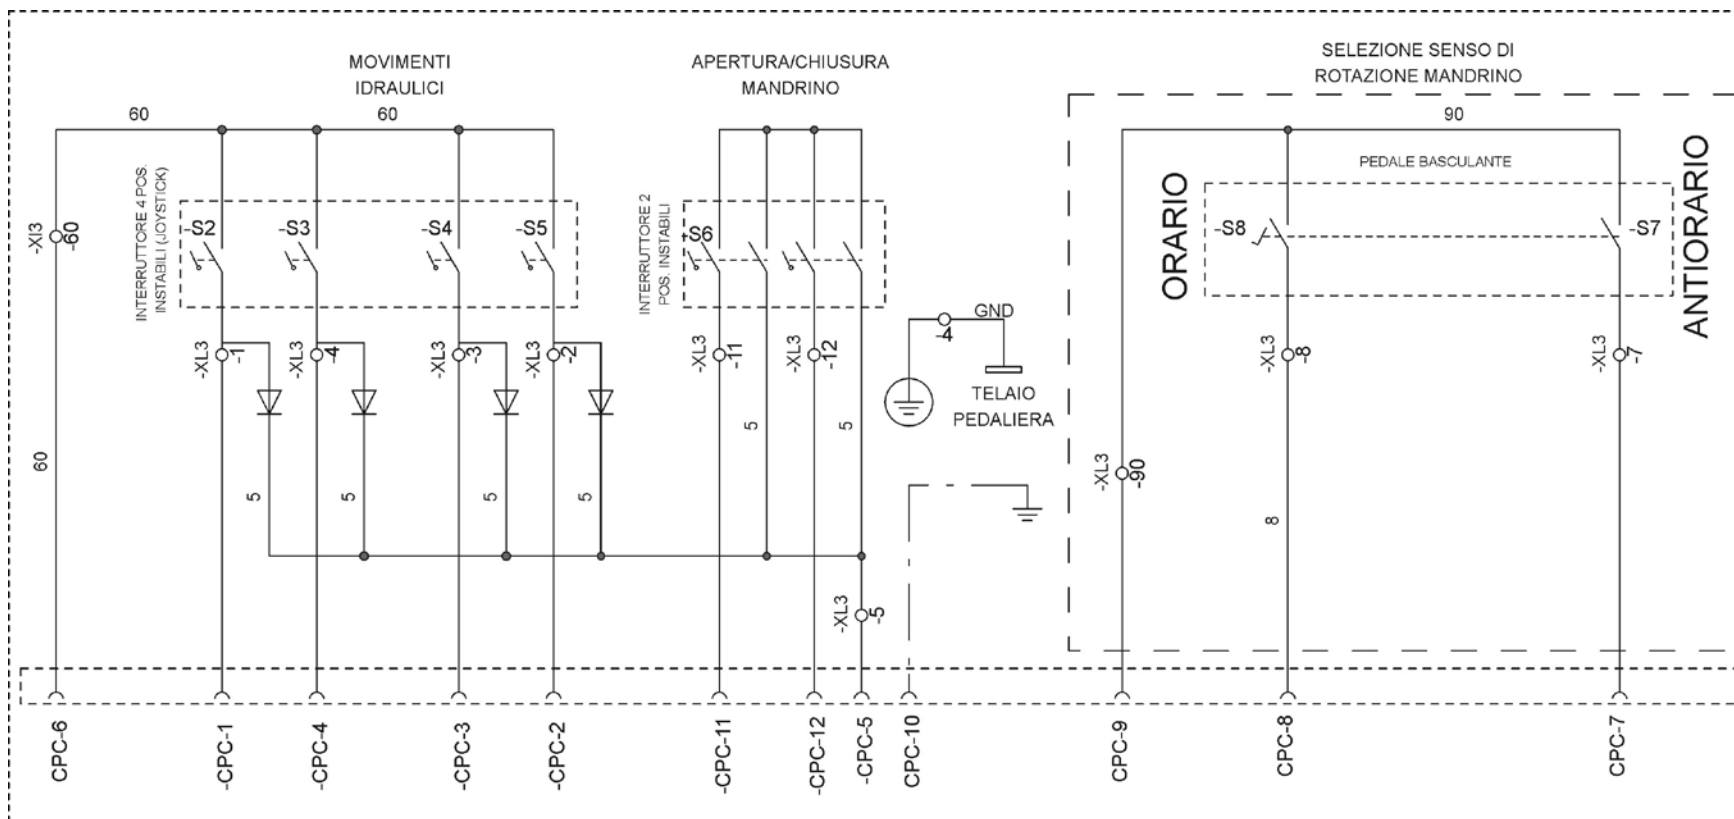 MOVIMENTI
IDRAULICI
APERTURA/CHIUSURA
MANDRINO
SELEZIONE SENSO DI
ROTAZIONE MANDRINO
60
60
90
PEDALE BASCULANTE
INTERRUTTORE 4 POS.
INSTABILI (JOYSTICK)
INTERRUTTORE 2
POS. INSTABILI
ORARIO
ANTIORARIO
-XI3
-60
-S2
-S3
-S4
-S5
-S6
-S8
-S7
GND
-4
-XL3
-1
-XL3
-4
-XL3
-3
-XL3
-2
-XL3
-11
-XL3
-12
-XL3
-8
-XL3
-7
TELAIO
PEDALIERA
5
5
60
-XL3
-90
5
5
5
5
8
-XL3
-5
CPC-6
-CPC-1
-CPC-4
-CPC-3
-CPC-2
-CPC-11
-CPC-12
-CPC-5
CPC-10
CPC-9
CPC-8
CPC-7